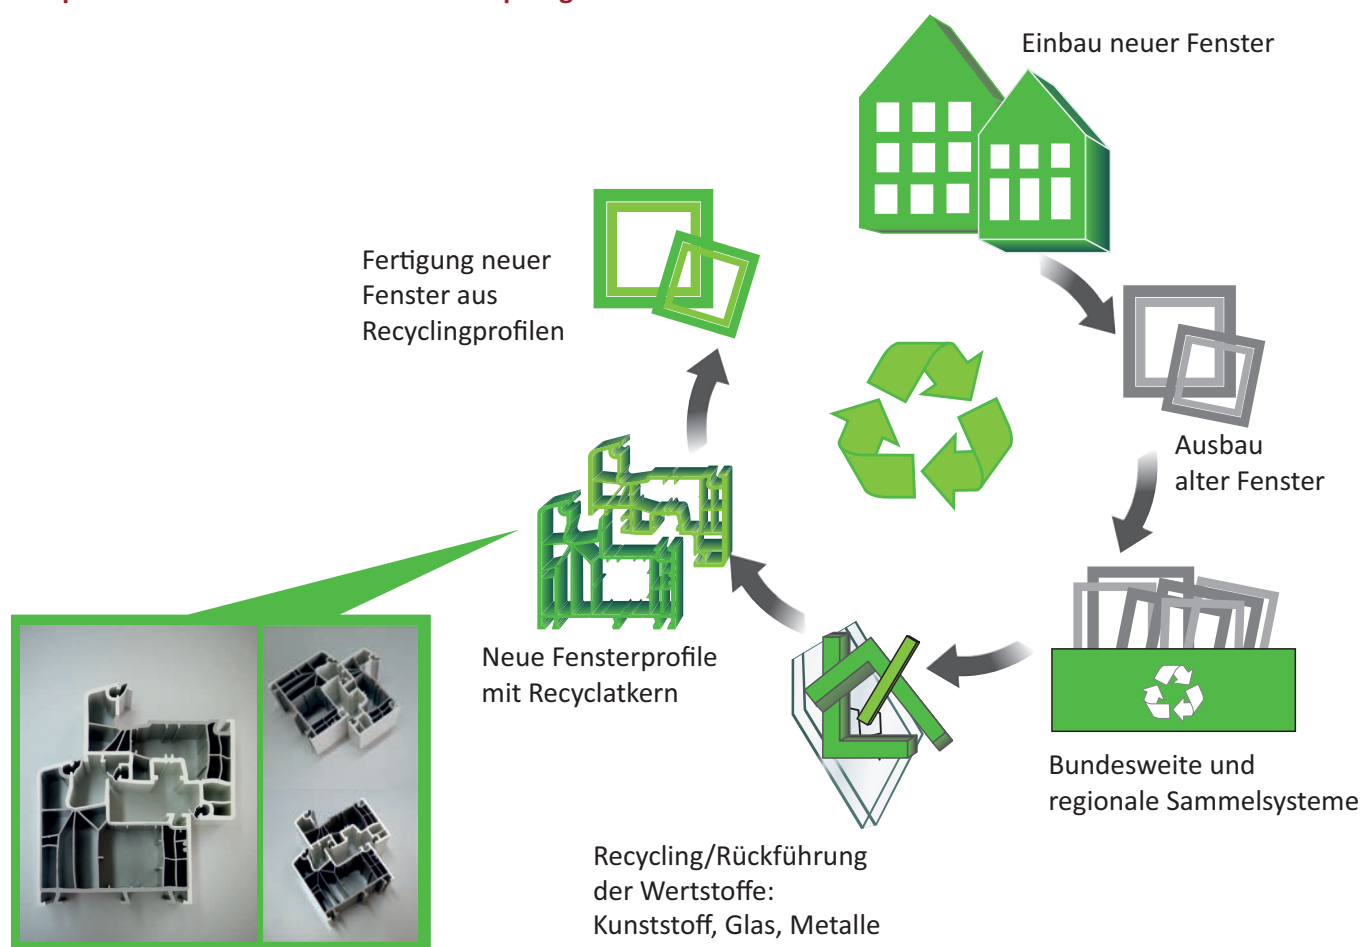 Einbau neuer Fenster
Ausbau
alter Fenster
Bundesweite und
regionale Sammelsysteme
Recycling/Rückführung
der Wertstoffe:
Kunststoff, Glas, Metalle
Neue Fensterprofile
mit Recyclatkern
Fertigung neuer
Fenster aus
Recyclingprofilen